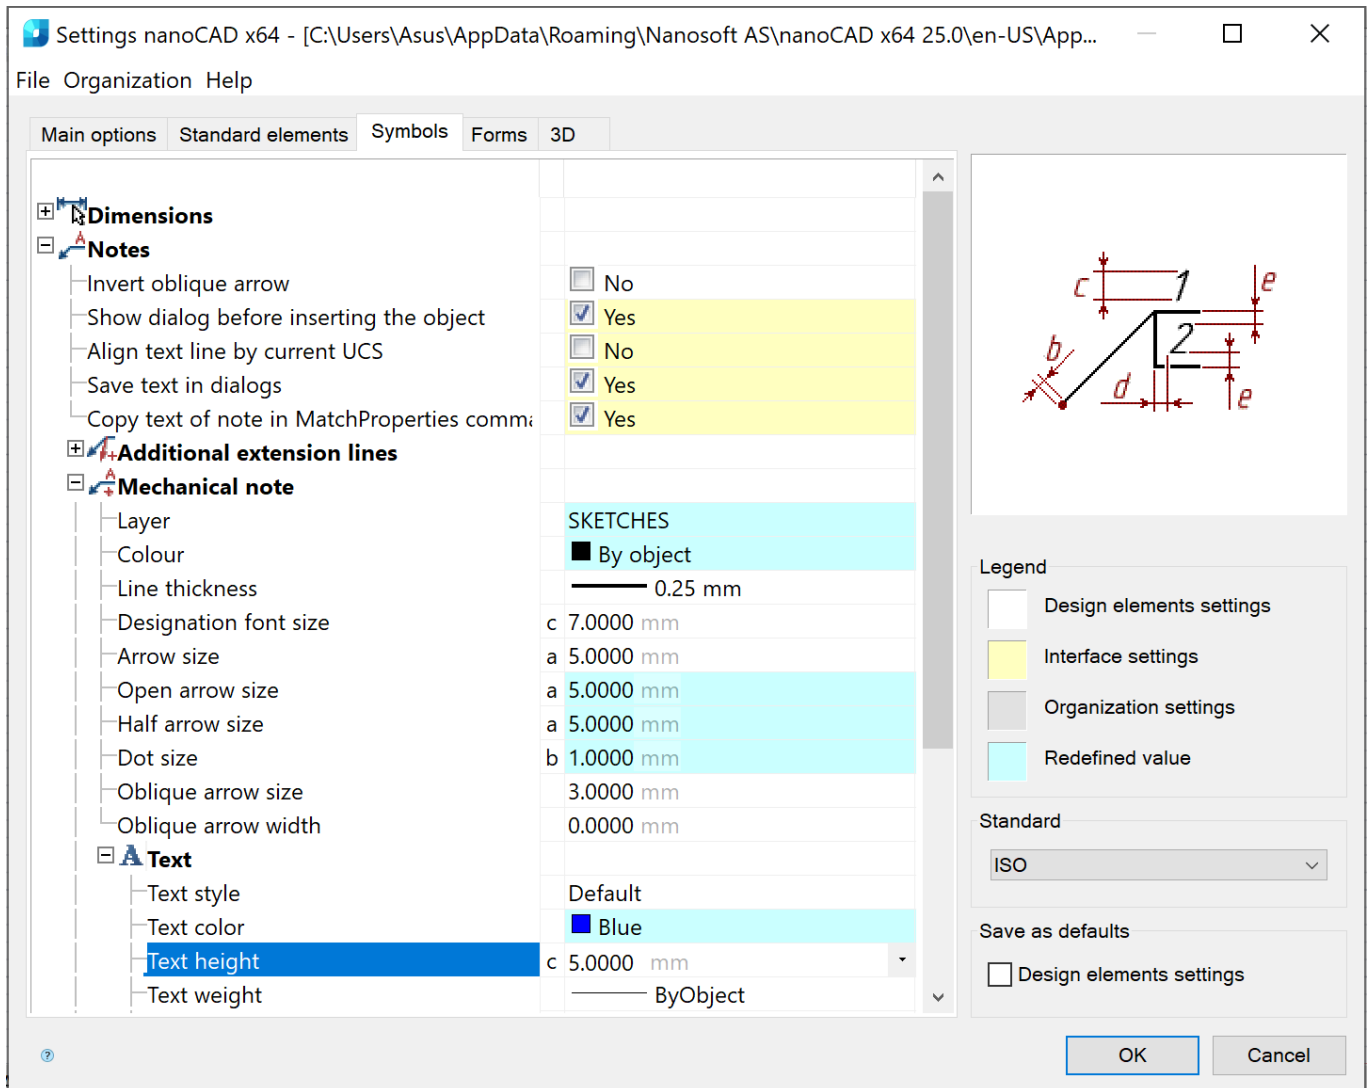 Settings nanoCAD x64 - [C:\Users\Asus\AppData\Roaming\Nanosoft AS\nanoCAD x64 25.0\en-US\App...
File Organization Help
Main options Standard elements Symbols Forms 3D
Dimensions
Notes
Invert oblique arrow No
Show dialog before inserting the object Yes
Align text line by current UCS No
Save text in dialogs Yes
Copy text of note in MatchProperties comma Yes
Additional extension lines
Mechanical note
Layer SKETCHES
Colour By object
Line thickness 0.25 mm
Designation font size c 7.0000 mm
Arrow size a 5.0000 mm
Open arrow size a 5.0000 mm
Half arrow size a 5.0000 mm
Dot size b 1.0000 mm
Oblique arrow size 3.0000 mm
Oblique arrow width 0.0000 mm
A Text
Text style Default
Text color Blue
Text height c 5.0000 mm
Text weight ByObject
c 1 e
b 2
d e
Legend
Design elements settings
Interface settings
Organization settings
Redefined value
Standard
ISO
Save as defaults
Design elements settings
? OK Cancel